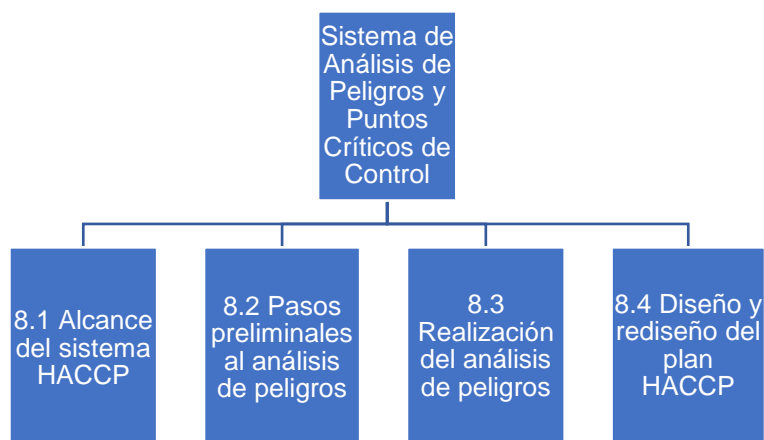 Sistema de
Análisis de
Peligros y
Puntos
Críticos de
Control
8.1 Alcance
del sistema
HACCP
8.2 Pasos
preliminales
al análisis
de peligros
8.3
Realización
del análisis
de peligros
8.4 Diseño y
rediseño del
plan
HACCP